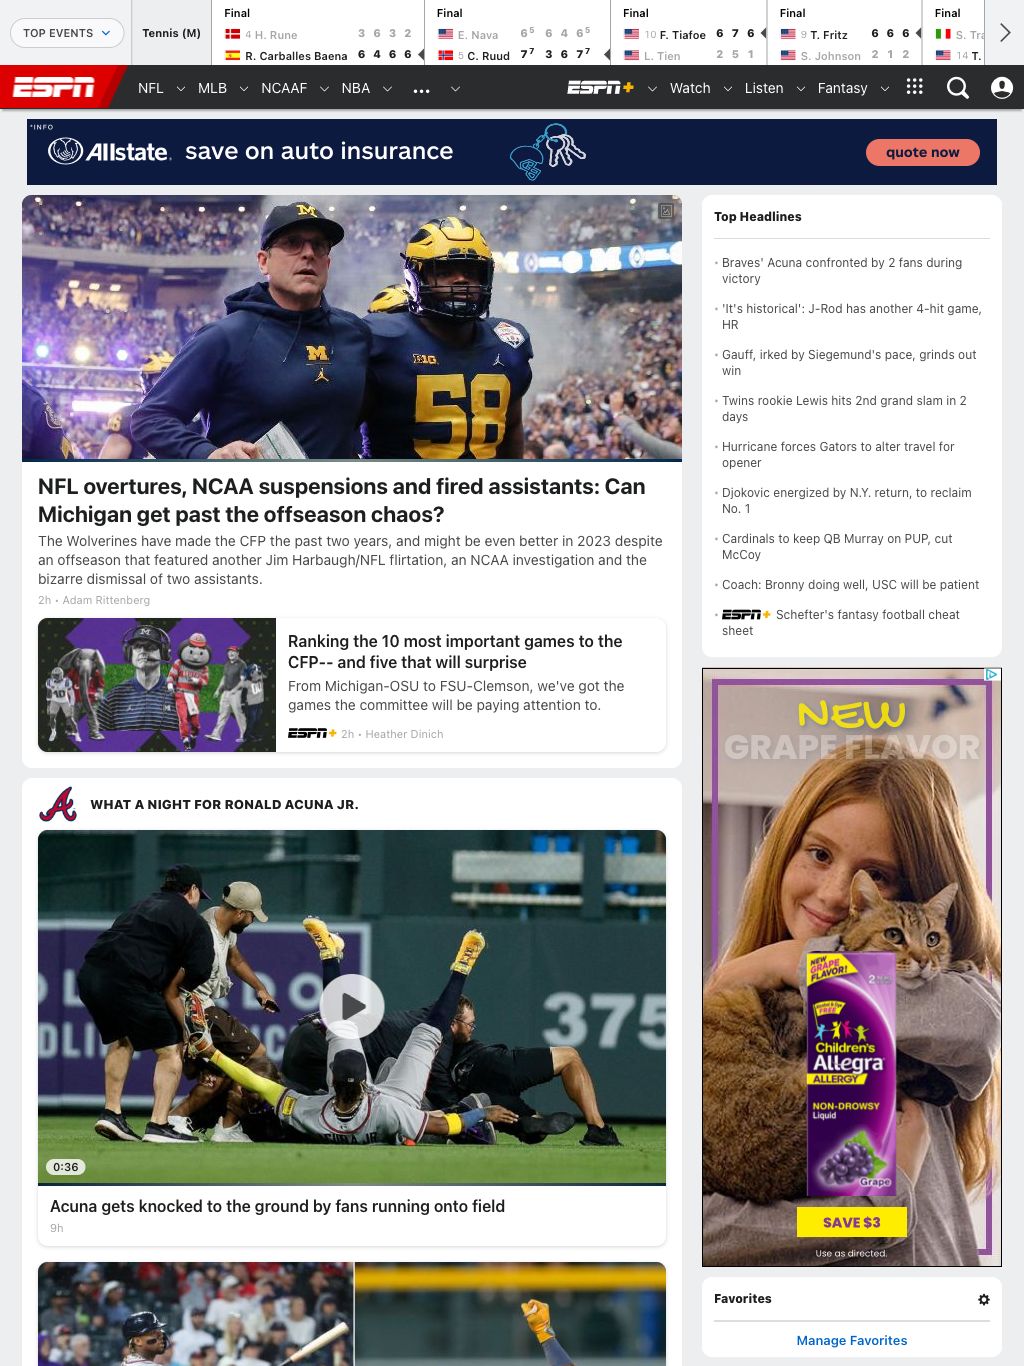 TOP EVENTS
Tennis (M)
Final
4 H. Rune 3 6 3 2
R. Carballes Baena 6 4 6 6
Final
E. Nava 6 5 6 4 6 5
5 C. Ruud 7 7 3 6 7 7
Final
10 F. Tiafoe 6 7 6
L. Tien 2 5 1
Final
9 T. Fritz 6 6 6
S. Johnson 2 1 2
Final
S. Tra
14 T.
ESPN
NFL
MLB
NCAAF
NBA
...
ESPN+
Watch
Listen
Fantasy
*INFO
Allstate.
save on auto insurance
quote now
M
B1G
58
NFL overtures, NCAA suspensions and fired assistants: Can
Michigan get past the offseason chaos?
The Wolverines have made the CFP the past two years, and might be even better in 2023 despite
an offseason that featured another Jim Harbaugh/NFL flirtation, an NCAA investigation and the
bizarre dismissal of two assistants.
2h • Adam Rittenberg
Ranking the 10 most important games to the
CFP-- and five that will surprise
From Michigan-OSU to FSU-Clemson, we've got the
games the committee will be paying attention to.
ESPN+ 2h • Heather Dinich
WHAT A NIGHT FOR RONALD ACUNA JR.
375
0:36
Acuna gets knocked to the ground by fans running onto field
9h
Top Headlines
Braves' Acuna confronted by 2 fans during
victory
'It's historical': J-Rod has another 4-hit game,
HR
Gauff, irked by Siegemund's pace, grinds out
win
Twins rookie Lewis hits 2nd grand slam in 2
days
Hurricane forces Gators to alter travel for
opener
Djokovic energized by N.Y. return, to reclaim
No. 1
Cardinals to keep QB Murray on PUP, cut
McCoy
Coach: Bronny doing well, USC will be patient
ESPN+ Schefter's fantasy football cheat
sheet
NEW
GRAPE FLAVOR
NEW
GRAPE
FLAVOR!
Children's
Allegra
ALLERGY
NON-DROWSY
Liquid
Grape
SAVE $3
Use as directed.
Favorites
Manage Favorites